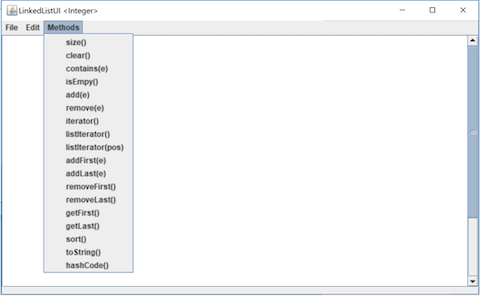 LinkedListUI <Integer>
File Edit Methods
size()
clear()
contains(e)
isEmpy()
add(e)
remove(e)
iterator()
listIterator()
listIterator(pos)
addFirst(e)
addLast(e)
removeFirst()
removeLast()
getFirst()
getLast()
sort()
toString()
hashCode()